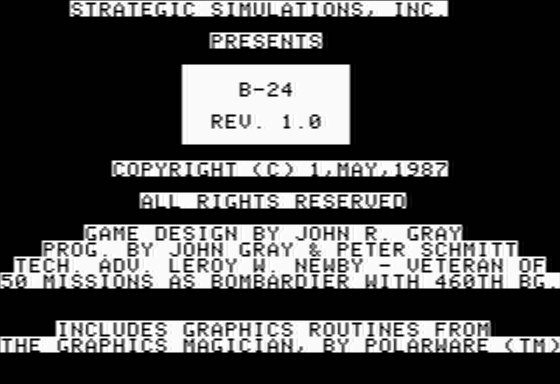 STRATEGIC SIMULATIONS, INC.
PRESENTS
B-24
REV. 1.0
COPYRIGHT (C) 1,MAY,1987
ALL RIGHTS RESERVED
GAME DESIGN BY JOHN R. GRAY
PROG. BY JOHN GRAY & PETER SCHMITT
TECH. ADV. LEROY W. NEWBY - VETERAN OF
50 MISSIONS AS BOMBARDIER WITH 460TH BG.
INCLUDES GRAPHICS ROUTINES FROM
THE GRAPHICS MAGICIAN, BY POLARWARE (TM)